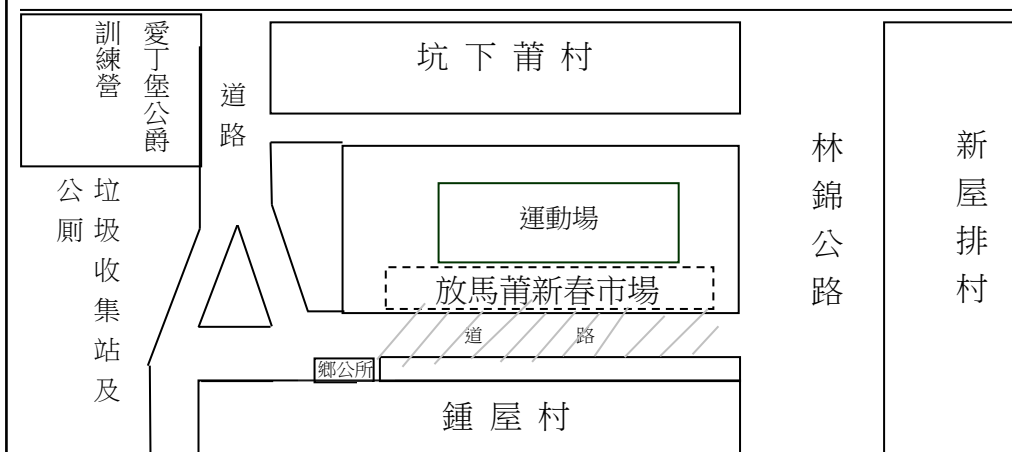 愛丁堡公爵
訓練營
道路
坑下莆村
林錦公路
新屋排村
垃圾收集站及
公厠
運動場
放馬莆新春市場
道路
鄉公所
鍾屋村